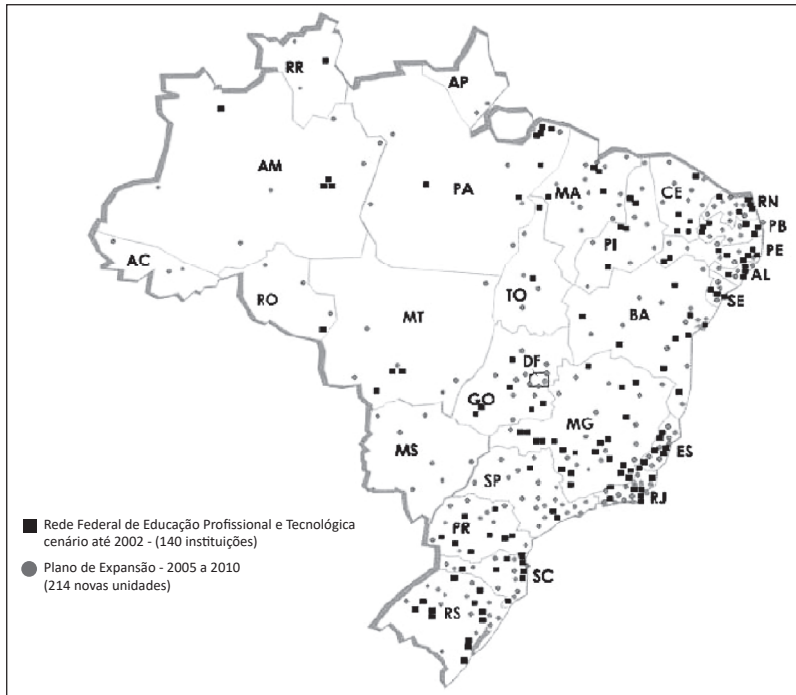 RR
AP
AM
PA
MA
CE
RN
PB
PE
AL
SE
PI
AC
RO
TO
BA
MT
DF
GO
MG
ES
MS
SP
RJ
PR
SC
RS
Rede Federal de Educação Profissional e Tecnológica
cenário até 2002 - (140 instituições)
Plano de Expansão - 2005 a 2010
(214 novas unidades)